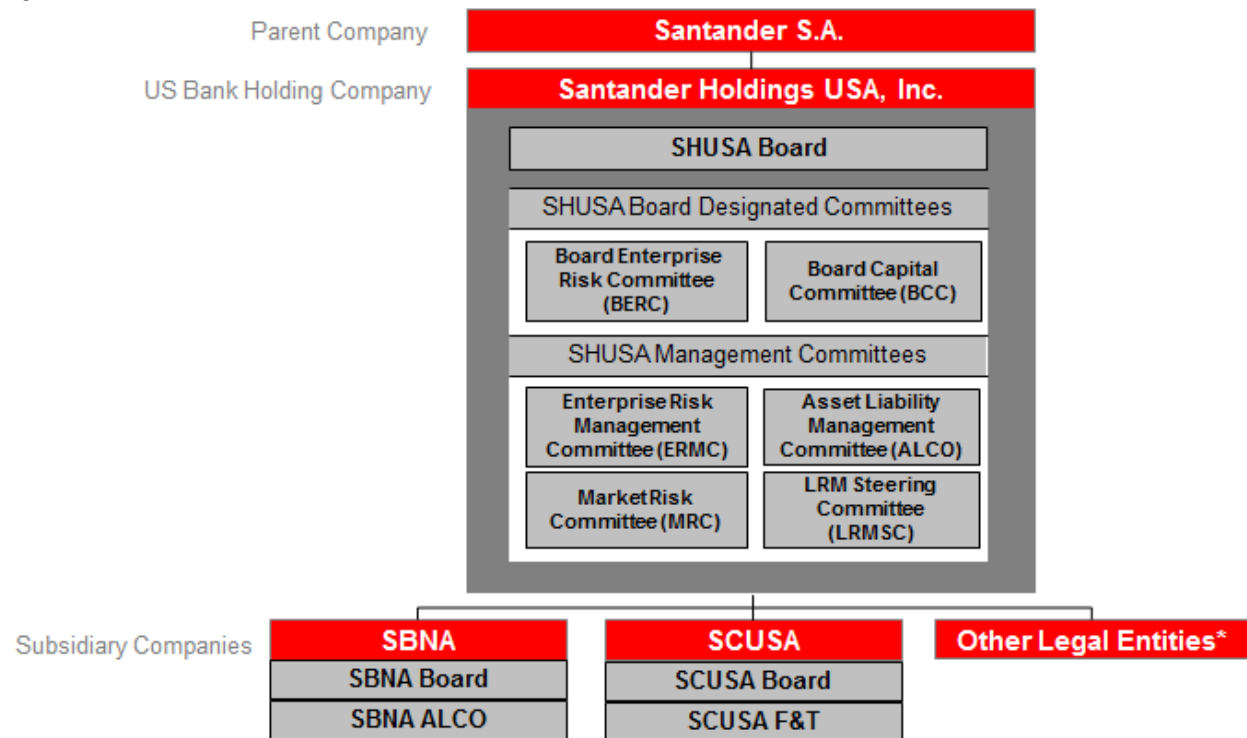 Parent Company
Santander S.A.
US Bank Holding Company
Santander Holdings USA, Inc.
SHUSA Board
SHUSA Board Designated Committees
Board Enterprise
Risk Committee
(BERC)
Board Capital
Committee (BCC)
SHUSA Management Committees
Enterprise Risk
Management
Committee (ERMC)
Asset Liability
Management
Committee (ALCO)
Market Risk
Committee (MRC)
LRM Steering
Committee
(LRMSC)
Subsidiary Companies
SBNA
SCUSA
Other Legal Entities*
SBNA Board
SCUSA Board
SBNA ALCO
SCUSA F&T